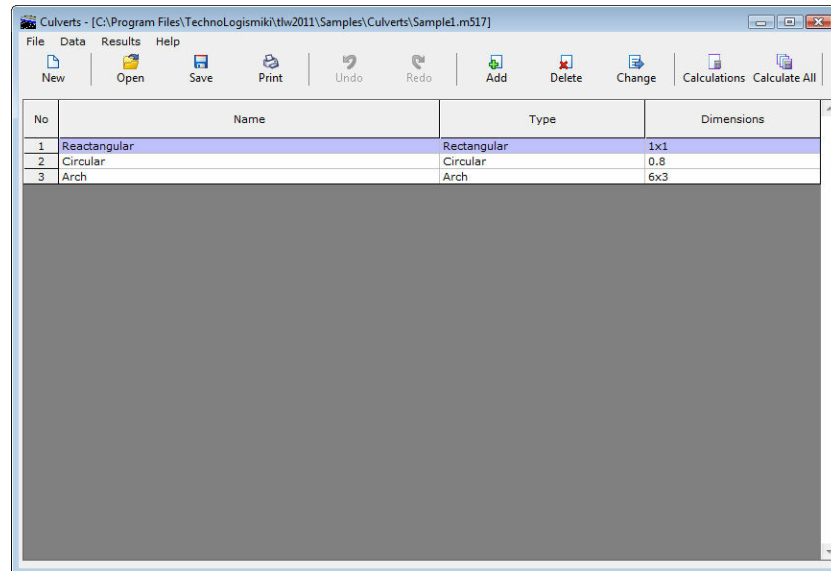 Culverts - [C:\Program Files\TechnoLogismiki\tlw2011\Samples\Culverts\Sample1.m517]
File Data Results Help
New Open Save Print Undo Redo Add Delete Change Calculations Calculate All
No Name Type Dimensions
1 Reactangular Rectangular 1x1
2 Circular Circular 0.8
3 Arch Arch 6x3